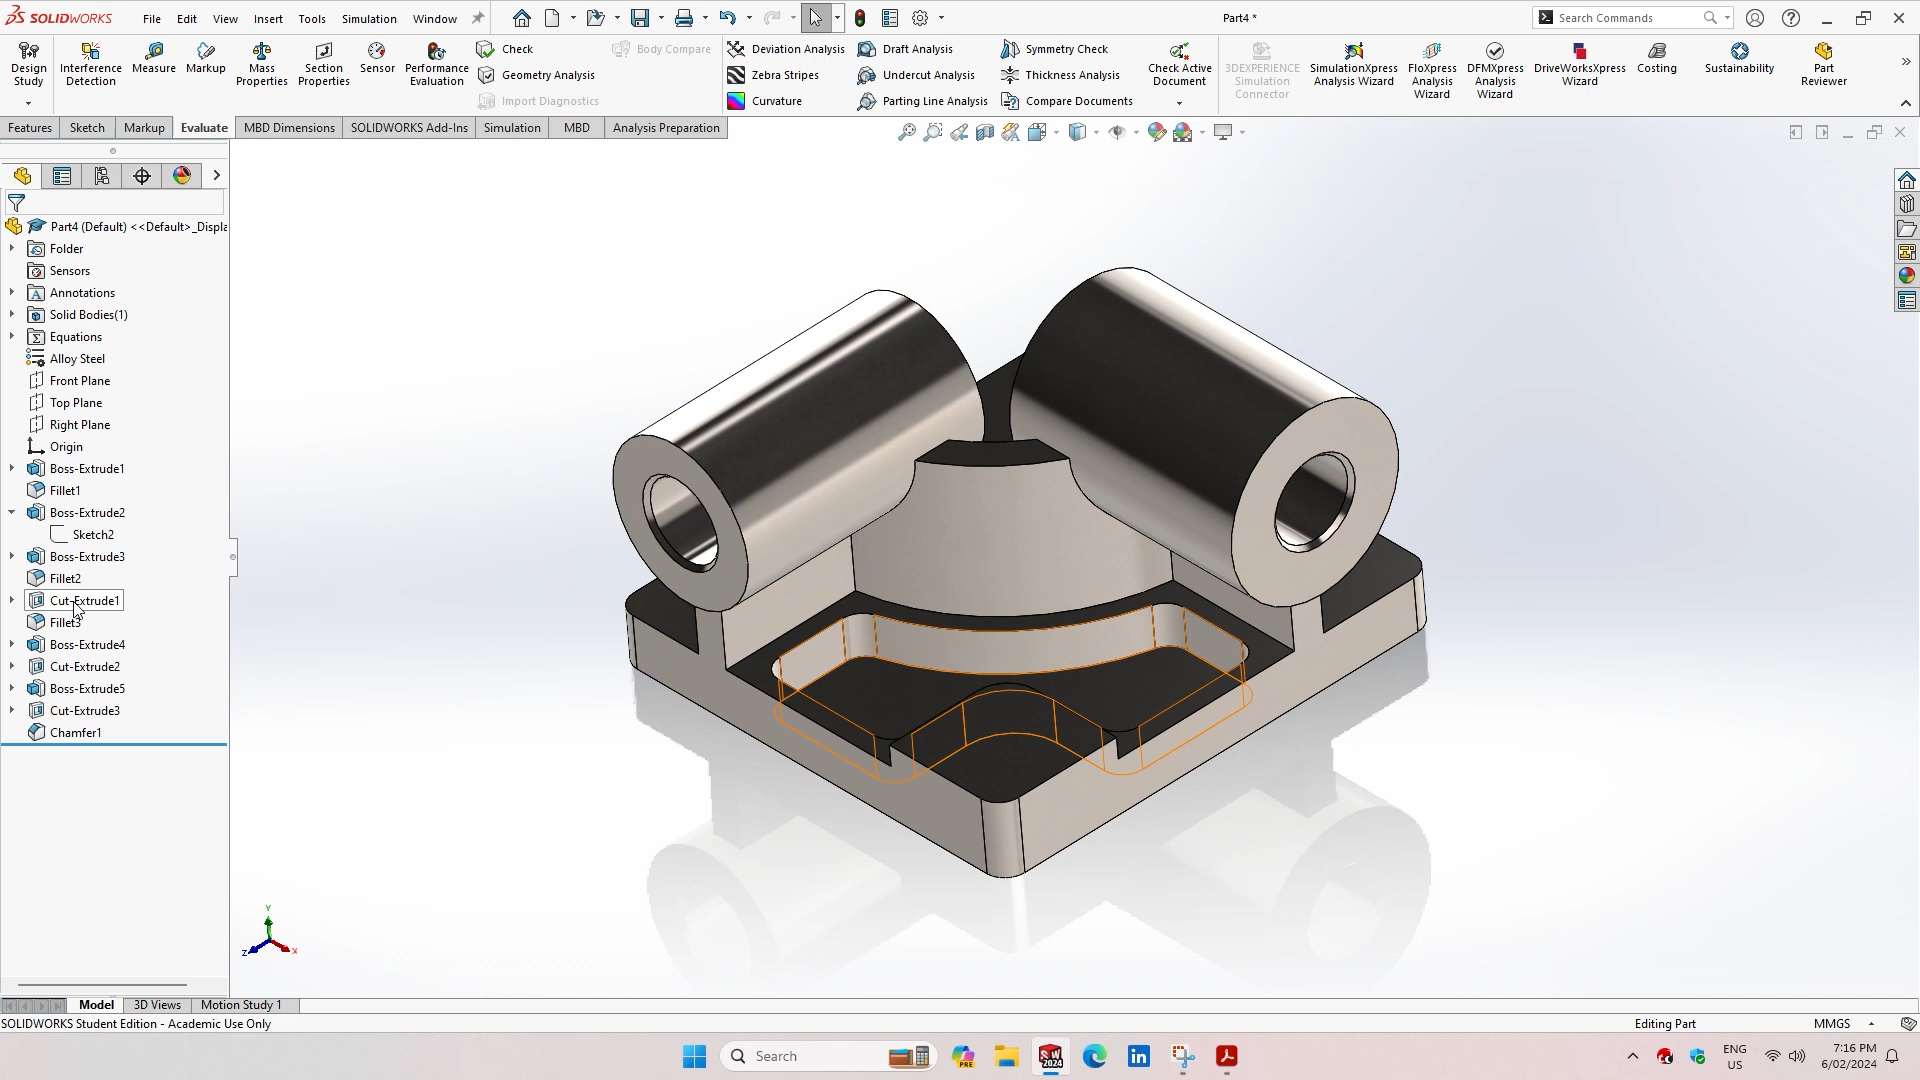 SOLIDWORKS File Edit View Insert Tools Simulation Window Part4 * Search Commands
Design Study
Interference Detection
Measure
Markup
Mass Properties
Section Properties
Sensor
Performance Evaluation
Check
Geometry Analysis
Import Diagnostics
Body Compare
Deviation Analysis
Zebra Stripes
Curvature
Draft Analysis
Undercut Analysis
Parting Line Analysis
Symmetry Check
Thickness Analysis
Compare Documents
Check Active Document
3DEXPERIENCE Simulation Connector
SimulationXpress Analysis Wizard
FloXpress Analysis Wizard
DFMXpress Analysis Wizard
DriveWorksXpress Wizard
Costing
Sustainability
Part Reviewer
Features Sketch Markup Evaluate MBD Dimensions SOLIDWORKS Add-Ins Simulation MBD Analysis Preparation
Part4 (Default) <<Default>_Displa
Folder
Sensors
Annotations
Solid Bodies(1)
Equations
Alloy Steel
Front Plane
Top Plane
Right Plane
Origin
Boss-Extrude1
Fillet1
Boss-Extrude2
Sketch2
Boss-Extrude3
Fillet2
Cut-Extrude1
Fillet3
Boss-Extrude4
Cut-Extrude2
Boss-Extrude5
Cut-Extrude3
Chamfer1
Y
Z X
Model 3D Views Motion Study 1
SOLIDWORKS Student Edition - Academic Use Only Editing Part MMGS
Search
PRE
SW
2024
in
ENG
US
7:16 PM
6/02/2024